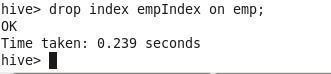 hive> drop index empIndex on emp;
OK
Time taken: 0.239 seconds
hive>